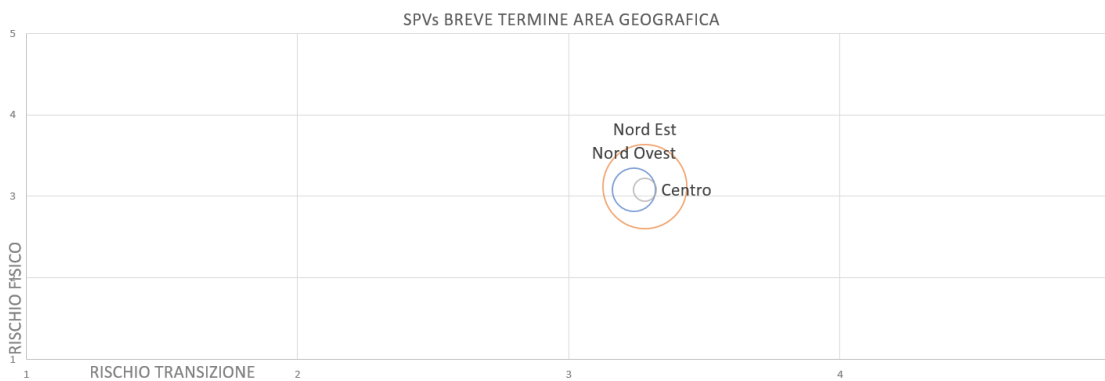 SPVs BREVE TERMINE AREA GEOGRAFICA
5
4
Nord Est
Nord Ovest
3
Centro
RISCHIO FISICO
1
1
2
3
4
RISCHIO TRANSIZIONE